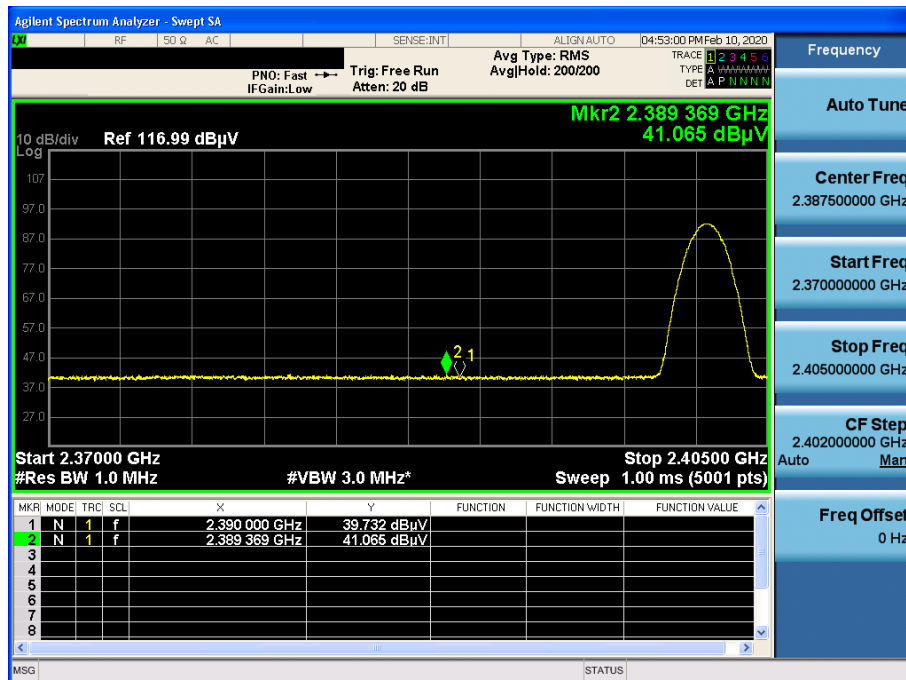 Agilent Spectrum Analyzer - Swept SA
LXI RF 50 Ω AC SENSE:INT ALIGN AUTO 04:53:00 PM Feb 10, 2020
Frequency
PNO: Fast
IFGain:Low
Trig: Free Run
Atten: 20 dB
Avg Type: RMS
Avg|Hold: 200/200
TRACE 1 2 3 4 5 6
TYPE A WWWWW
DET A P N N N N
Auto Tune
Mkr2 2.389 369 GHz
41.065 dBµV
10 dB/div Ref 116.99 dBµV
Log
107
97.0
87.0
77.0
67.0
57.0
47.0
37.0
27.0
2 1
Center Freq
2.387500000 GHz
Start Freq
2.370000000 GHz
Stop Freq
2.405000000 GHz
CF Step
2.402000000 GHz
Auto Man
Freq Offset
0 Hz
Start 2.37000 GHz Stop 2.40500 GHz
#Res BW 1.0 MHz #VBW 3.0 MHz* Sweep 1.00 ms (5001 pts)
MKR MODE TRC SCL X Y FUNCTION FUNCTION WIDTH FUNCTION VALUE
1 N 1 f 2.390 000 GHz 39.732 dBµV
2 N 1 f 2.389 369 GHz 41.065 dBµV
3
4
5
6
7
8
MSG STATUS